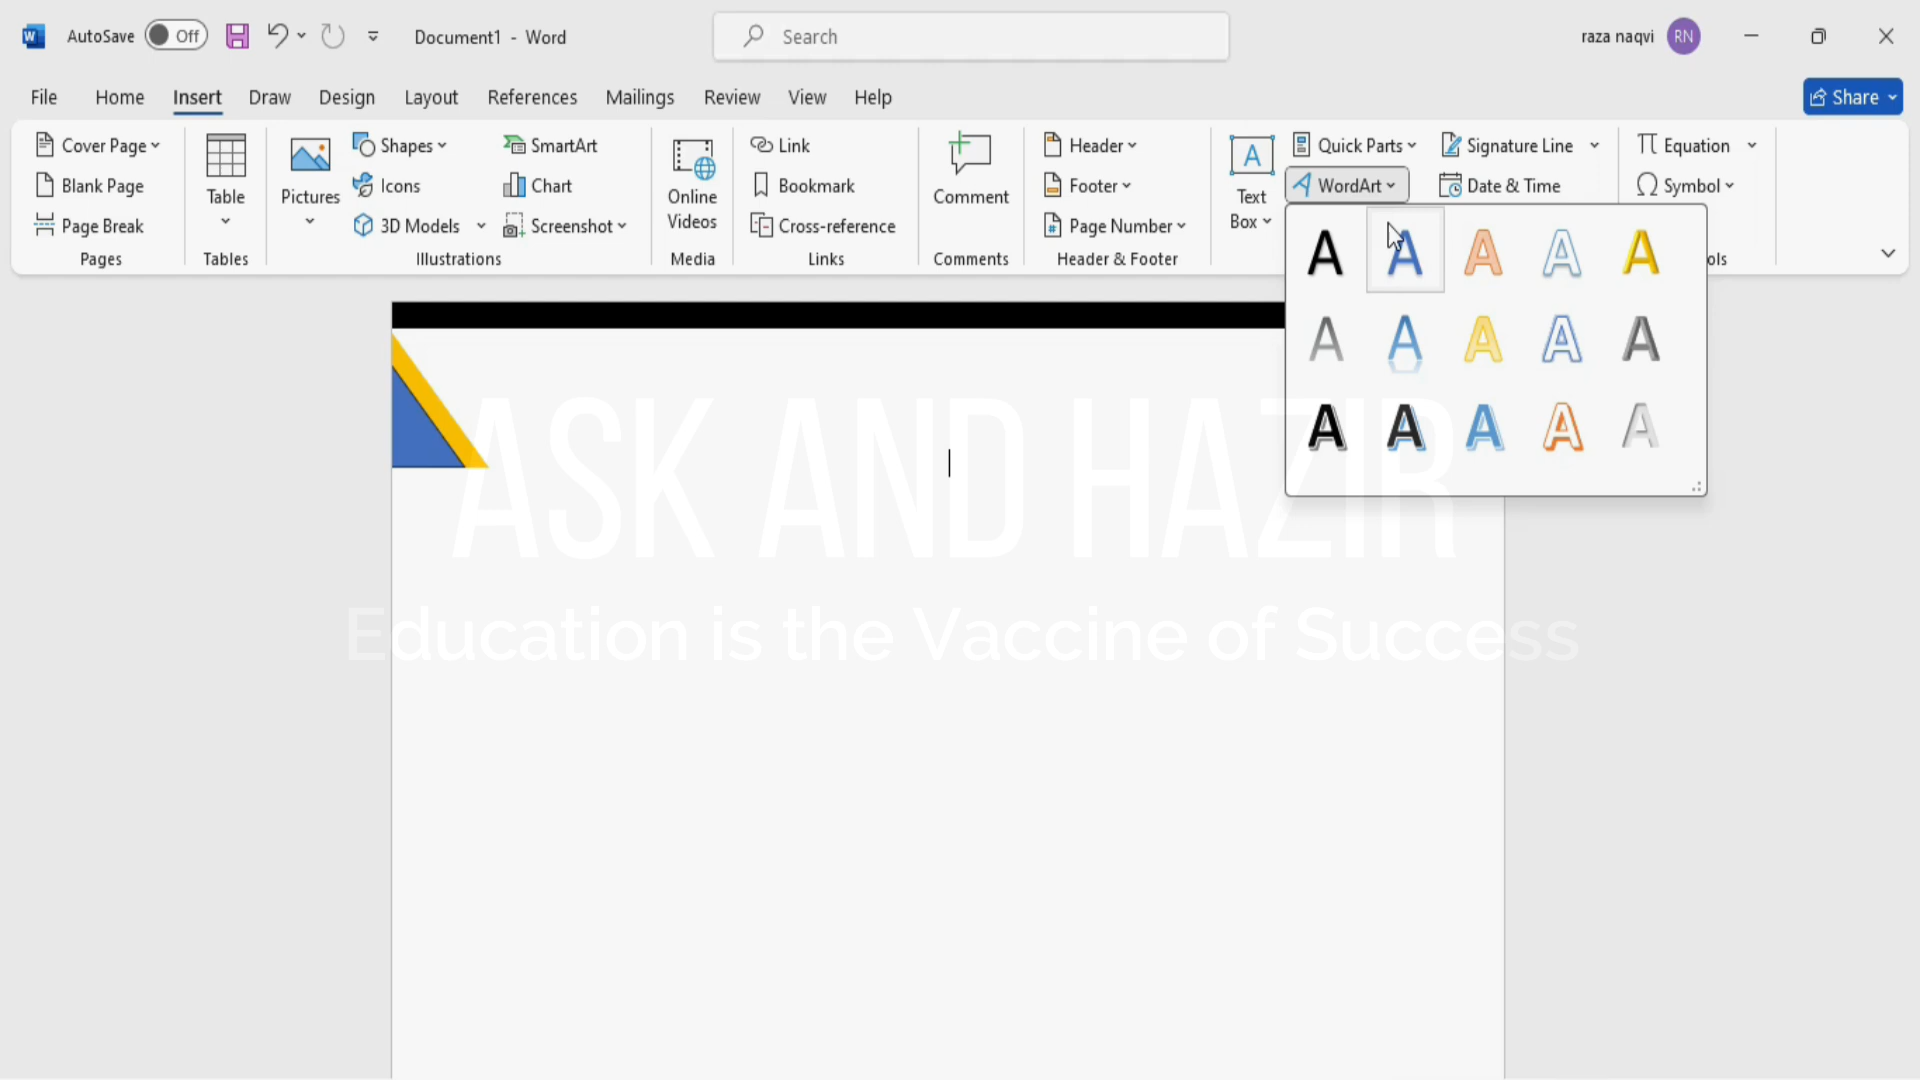 W AutoSave Off Document1 - Word Search raza naqvi RN
File Home Insert Draw Design Layout References Mailings Review View Help Share
Cover Page
Blank Page
Page Break
Pages
Table
Tables
Pictures
Shapes
Icons
3D Models
SmartArt
Chart
Screenshot
Illustrations
Online
Videos
Media
Link
Bookmark
Cross-reference
Links
Comment
Comments
Header
Footer
Page Number
Header & Footer
A
Text
Box
Quick Parts
WordArt
Signature Line
Date & Time
Equation
Symbol
ols
A A A A A
A A A A A
A A A A A
ASK AND HAZIR
Education is the Vaccine of Success